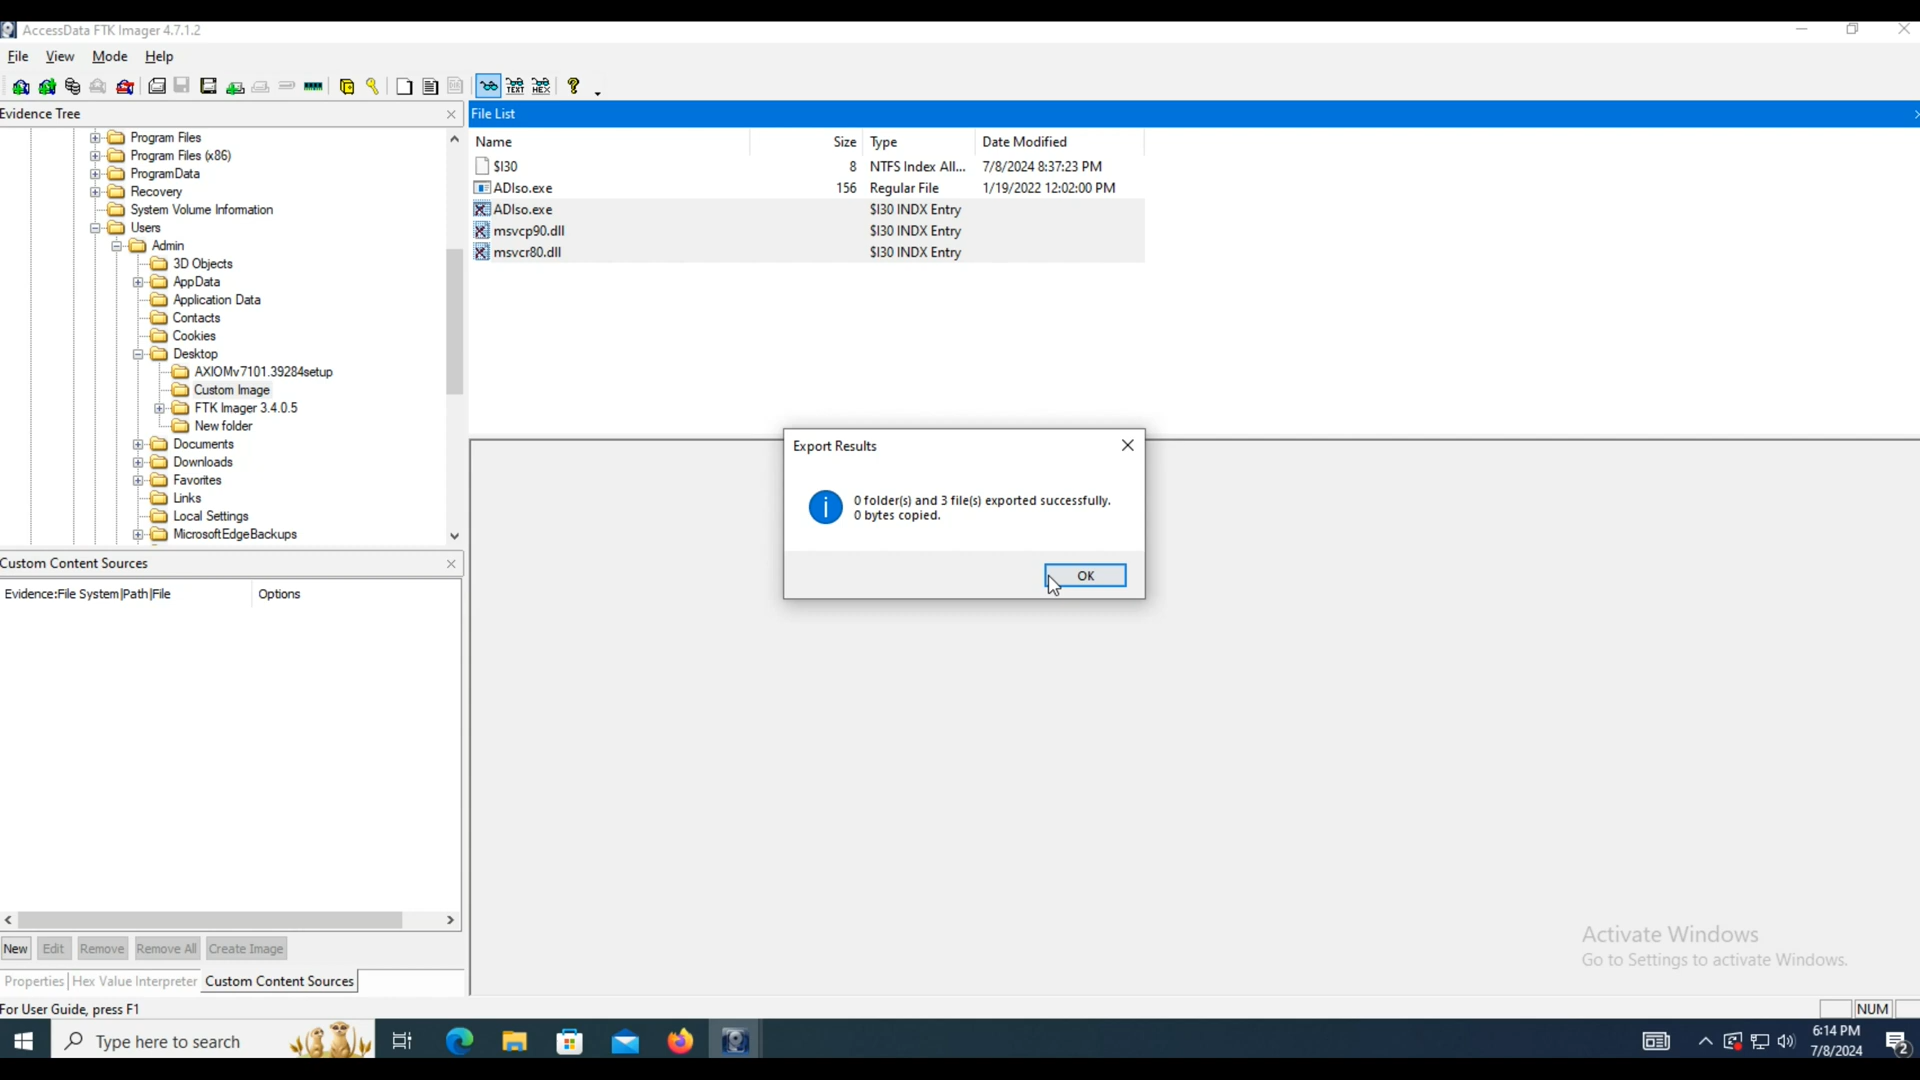 AccessData FTK Imager 4.7.1.2
File View Mode Help
TEXT HEX
Evidence Tree
Program Files
Program Files (x86)
ProgramData
Recovery
System Volume Information
Users
Admin
3D Objects
AppData
Application Data
Contacts
Cookies
Desktop
AXIOMv7101.39284setup
Custom Image
FTK Imager 3.4.0.5
New folder
Documents
Downloads
Favorites
Links
Local Settings
MicrosoftEdgeBackups
File List
Name Size Type Date Modified
$I30 8 NTFS Index All... 7/8/2024 8:37:23 PM
ADIso.exe 156 Regular File 1/19/2022 12:02:00 PM
ADIso.exe $I30 INDX Entry
msvcp90.dll $I30 INDX Entry
msvcr80.dll $I30 INDX Entry
Export Results
0 folder(s) and 3 file(s) exported successfully.
0 bytes copied.
OK
Custom Content Sources
Evidence:File System|Path|File Options
New Edit Remove Remove All Create Image
Properties Hex Value Interpreter Custom Content Sources
Activate Windows
Go to Settings to activate Windows.
For User Guide, press F1
NUM
Type here to search
6:14 PM
7/8/2024
2